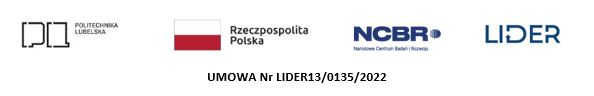 POLITECHNIKA
LUBELSKA
Rzeczpospolita
Polska
NCBR
Narodowe Centrum Badań i Rozwoju
LIDER
UMOWA Nr LIDER13/0135/2022